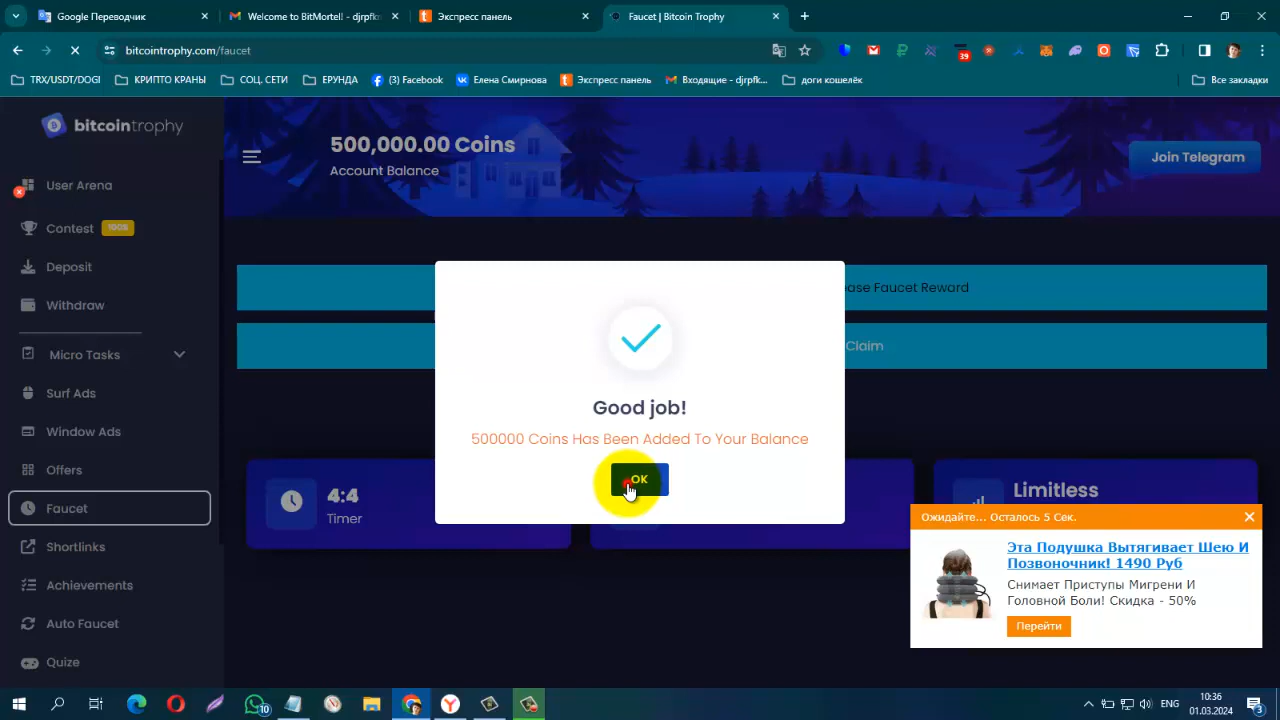 Google Переводчик
Welcome to BitMortel! - djrpfk
Экспресс панель
Faucet | Bitcoin Trophy
bitcointrophy.com/faucet
39
TRX/USDT/DOGI
КРИПТО КРАНЫ
СОЦ. СЕТИ
ЕРУНДА
(3) Facebook
Елена Смирнова
Экспресс панель
Входящие - djrpfk...
доги кошелёк
Все закладки
bitcointrophy
500,000.00 Coins
Account Balance
Join Telegram
User Arena
Contest
100$
Deposit
Withdraw
Micro Tasks
Surf Ads
Window Ads
Offers
Faucet
Shortlinks
Achievements
Auto Faucet
Quize
Faucet Reward
Claim
Good job!
500000 Coins Has Been Added To Your Balance
OK
4:4
Timer
Limitless
Ожидайте... Осталось 5 Сек.
Эта Подушка Вытягивает Шею И
Позвоночник! 1490 Руб
Снимает Приступы Мигрени И
Головной Боли! Скидка - 50%
Перейти
10
ENG
10:36
01.03.2024
3